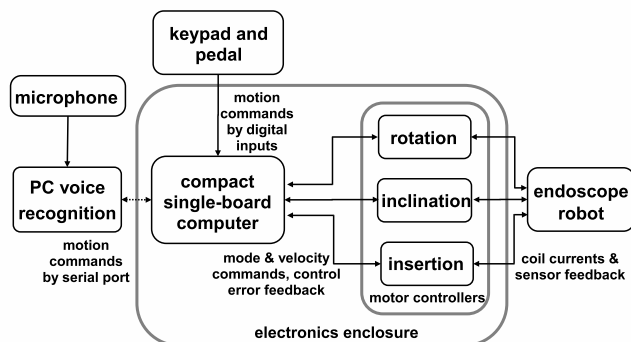 keypad and
pedal
microphone
motion
commands
by digital
inputs
rotation
PC voice
recognition
compact
single-board
computer
inclination
endoscope
robot
motion
commands
by serial port
mode & velocity
commands, control
error feedback
insertion
coil currents &
sensor feedback
motor controllers
electronics enclosure